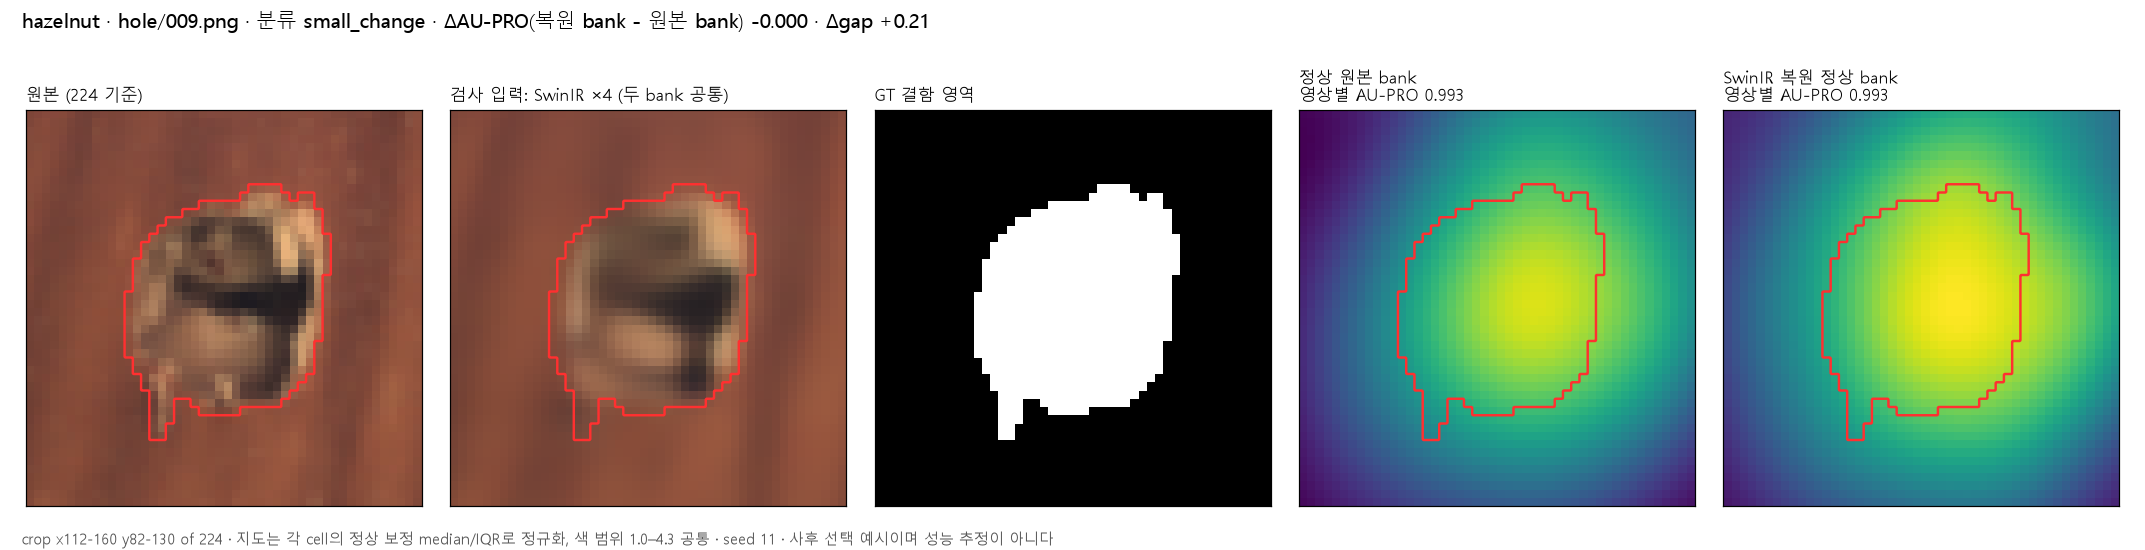 hazelnut · hole/009.png · 분류 small_change · ΔAU-PRO(복원 bank - 원본 bank) -0.000 · Δgap +0.21
원본 (224 기준)
검사 입력: SwinIR ×4 (두 bank 공통)
GT 결함 영역
정상 원본 bank
영상별 AU-PRO 0.993
SwinIR 복원 정상 bank
영상별 AU-PRO 0.993
crop x112-160 y82-130 of 224 · 지도는 각 cell의 정상 보정 median/IQR로 정규화, 색 범위 1.0–4.3 공통 · seed 11 · 사후 선택 예시이며 성능 추정이 아니다